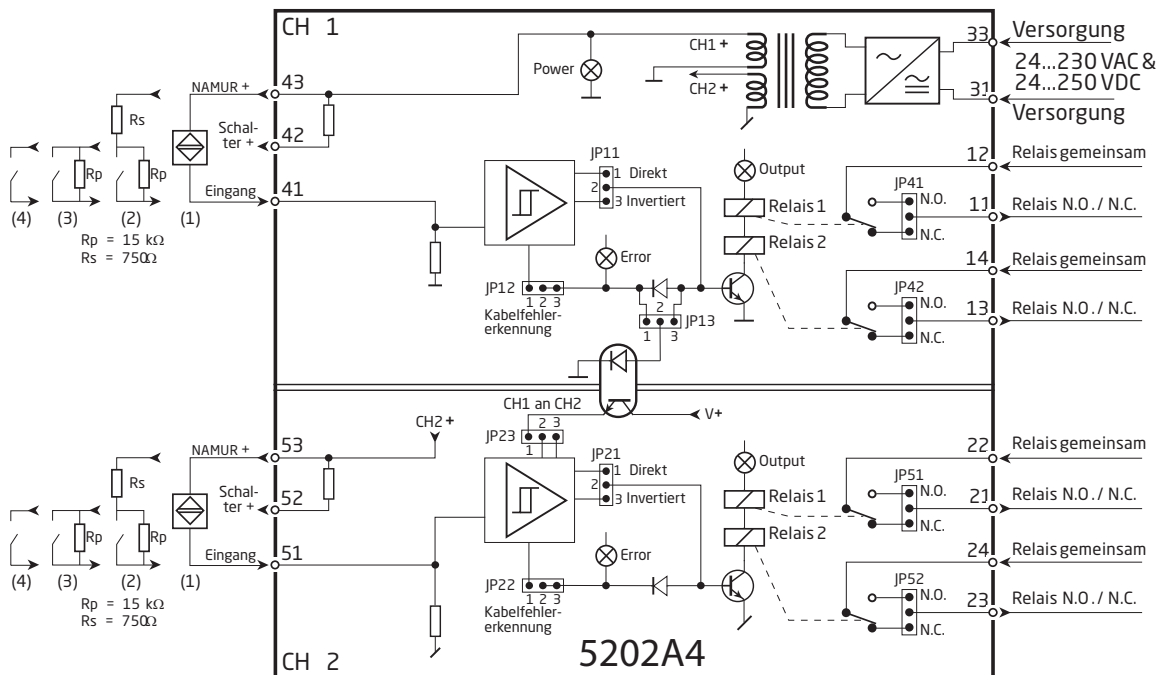 CH 1
33
Versorgung
24...230 VAC &
24...250 VDC
31
Versorgung
CH1 +
CH2 +
Power
NAMUR +
43
Schal-
ter +
42
Eingang
41
Rs
Rp
Rp
(4)
(3)
(2)
(1)
Rp = 15 kΩ
Rs = 750Ω
JP11
1 Direkt
2
3 Invertiert
Output
Relais 1
Relais 2
Error
JP12
1 2 3
Kabelfehler-
erkennung
2
1 3
JP13
12
Relais gemeinsam
JP41
N.O.
N.C.
11
Relais N.O. / N.C.
14
Relais gemeinsam
JP42
N.O.
N.C.
13
Relais N.O. / N.C.
CH1 an CH2
V+
CH2 +
JP23
2 3
1
NAMUR +
53
Schal-
ter +
52
Eingang
51
Rs
Rp
Rp
(4)
(3)
(2)
(1)
Rp = 15 kΩ
Rs = 750Ω
JP21
1 Direkt
2
3 Invertiert
Output
Relais 1
Relais 2
Error
JP22
1 2 3
Kabelfehler-
erkennung
22
Relais gemeinsam
JP51
N.O.
N.C.
21
Relais N.O. / N.C.
24
Relais gemeinsam
JP52
N.O.
N.C.
23
Relais N.O. / N.C.
CH 2
5202A4